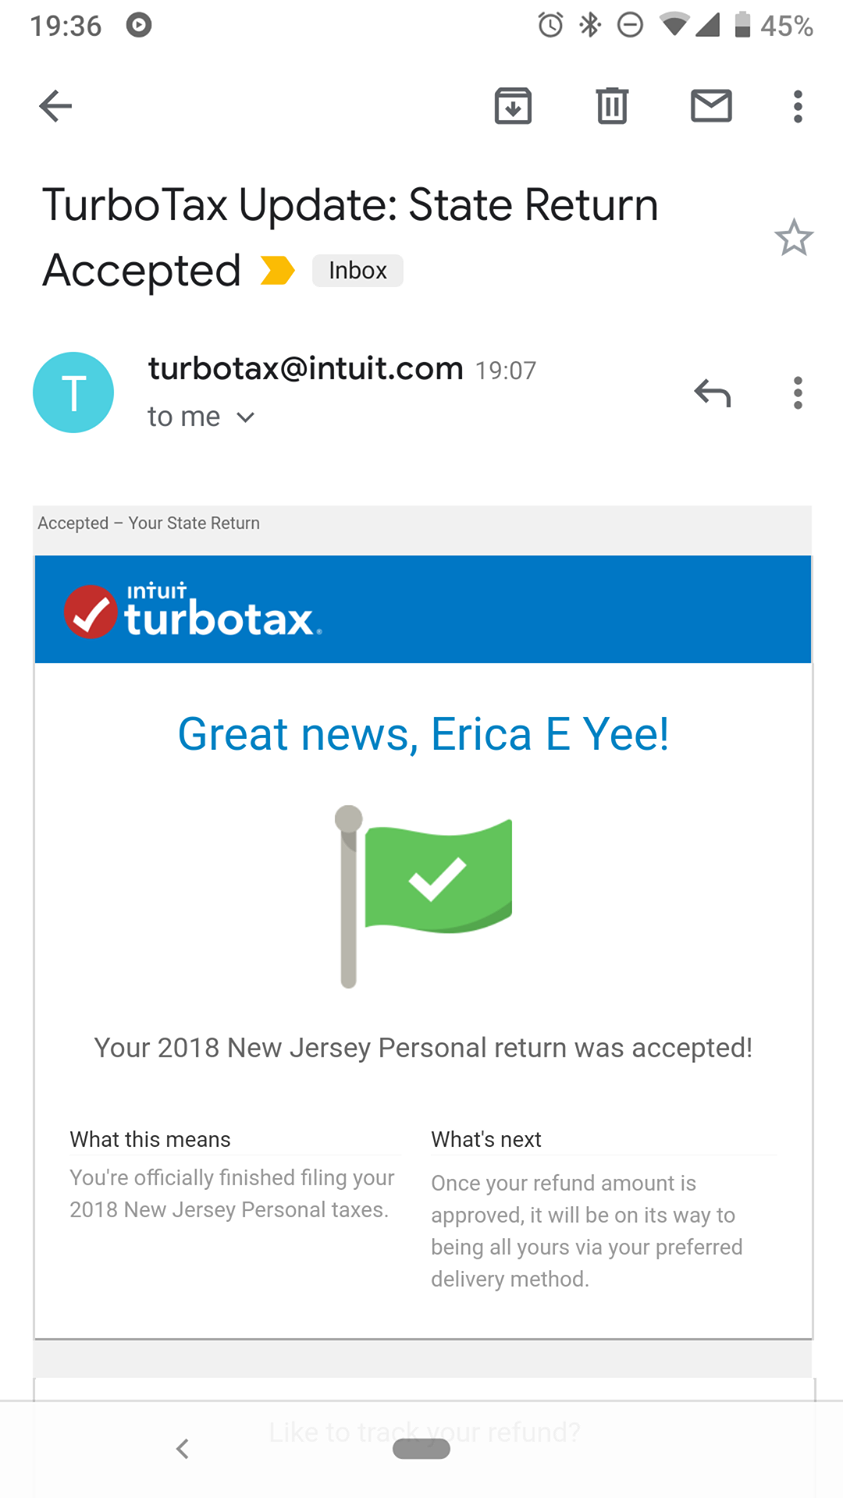 19:36
45%
TurboTax Update: State Return
Accepted Inbox
T
turbotax@intuit.com 19:07
to me
Accepted – Your State Return
intuit
turbotax.
Great news, Erica E Yee!
Your 2018 New Jersey Personal return was accepted!
What this means
You're officially finished filing your
2018 New Jersey Personal taxes.
What's next
Once your refund amount is
approved, it will be on its way to
being all yours via your preferred
delivery method.
Like to track your refund?